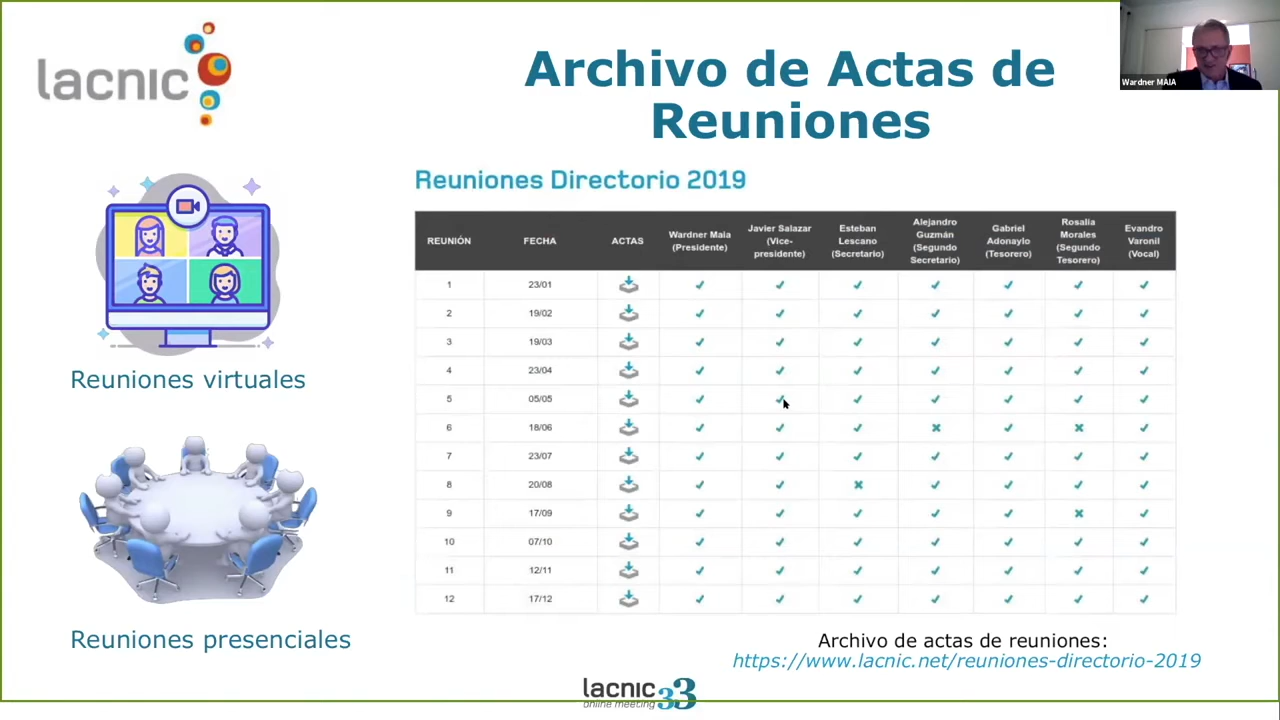 lacnic
Archivo de Actas de
Reuniones
Wardner MAIA
Reuniones Directorio 2019
REUNIÓN FECHA ACTAS Wardner Maia (Presidente) Javier Salazar (Vice-presidente) Esteban Lescano (Secretario) Alejandro Guzmán (Segundo Secretario) Gabriel Adonaylo (Tesorero) Rosalia Morales (Segundo Tesorero) Evandro Varonil (Vocal)
1 23/01 ✔ ✔ ✔ ✔ ✔ ✔ ✔
2 19/02 ✔ ✔ ✔ ✔ ✔ ✔ ✔
3 19/03 ✔ ✔ ✔ ✔ ✔ ✔ ✔
4 23/04 ✔ ✔ ✔ ✔ ✔ ✔ ✔
5 05/05 ✔ ✔ ✔ ✔ ✔ ✔ ✔
6 18/06 ✔ ✔ ✔ ✖ ✔ ✖ ✔
7 23/07 ✔ ✔ ✔ ✔ ✔ ✔ ✔
8 20/08 ✔ ✔ ✖ ✔ ✔ ✔ ✔
9 17/09 ✔ ✔ ✔ ✔ ✔ ✖ ✔
10 07/10 ✔ ✔ ✔ ✔ ✔ ✔ ✔
11 12/11 ✔ ✔ ✔ ✔ ✔ ✔ ✔
12 17/12 ✔ ✔ ✔ ✔ ✔ ✔ ✔
Reuniones virtuales
Reuniones presenciales
Archivo de actas de reuniones:
https://www.lacnic.net/reuniones-directorio-2019
lacnic 33
online meeting